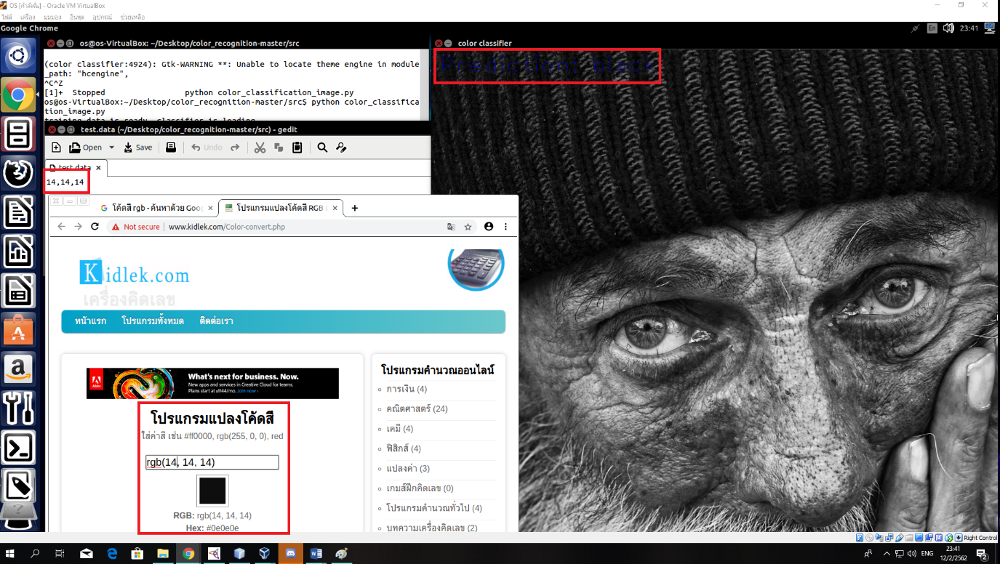 OS [กำลังรัน] - Oracle VM VirtualBox
ไฟล์ เครื่อง มุมมอง อินพุต อุปกรณ์ ช่วยเหลือ
Google Chrome
En
23:41
os@os-VirtualBox: ~/Desktop/color_recognition-master/src
(color classifier:4924): Gtk-WARNING **: Unable to locate theme engine in module
_path: "hcengine",
^C^Z
[1]+ Stopped python color_classification_image.py
os@os-VirtualBox:~/Desktop/color_recognition-master/src$ python color_classifica
tion_image.py
training data is ready, classifier is loading
color classifier
Prediction: black
test.data (~/Desktop/color_recognition-master/src) - gedit
Open Save Undo
test.data
14,14,14
โค้ดสี rgb - ค้นหาด้วย Goo
โปรแกรมแปลงโค้ดสี RGB
Not secure | www.kidlek.com/Color-convert.php
Kidlek.com
เครื่องคิดเลข
หน้าแรก โปรแกรมทั้งหมด ติดต่อเรา
Adobe
What's next for business. Now.
New apps and services in Creative Cloud for teams.
Plans start at ฿1144/mo. Join now ›
โปรแกรมแปลงโค้ดสี
ใส่ค่าสี เช่น #ff0000, rgb(255, 0, 0), red
rgb(14, 14, 14)
RGB: rgb(14, 14, 14)
Hex: #0e0e0e
โปรแกรมคำนวณออนไลน์
การเงิน (4)
คณิตศาสตร์ (24)
เคมี (4)
ฟิสิกส์ (4)
แปลงค่า (3)
เกมส์ฝึกคิดเลข (0)
โปรแกรมคำนวณทั่วไป (4)
บทความเครื่องคิดเลข (2)
Right Control
ENG
23:41
12/2/2562
2